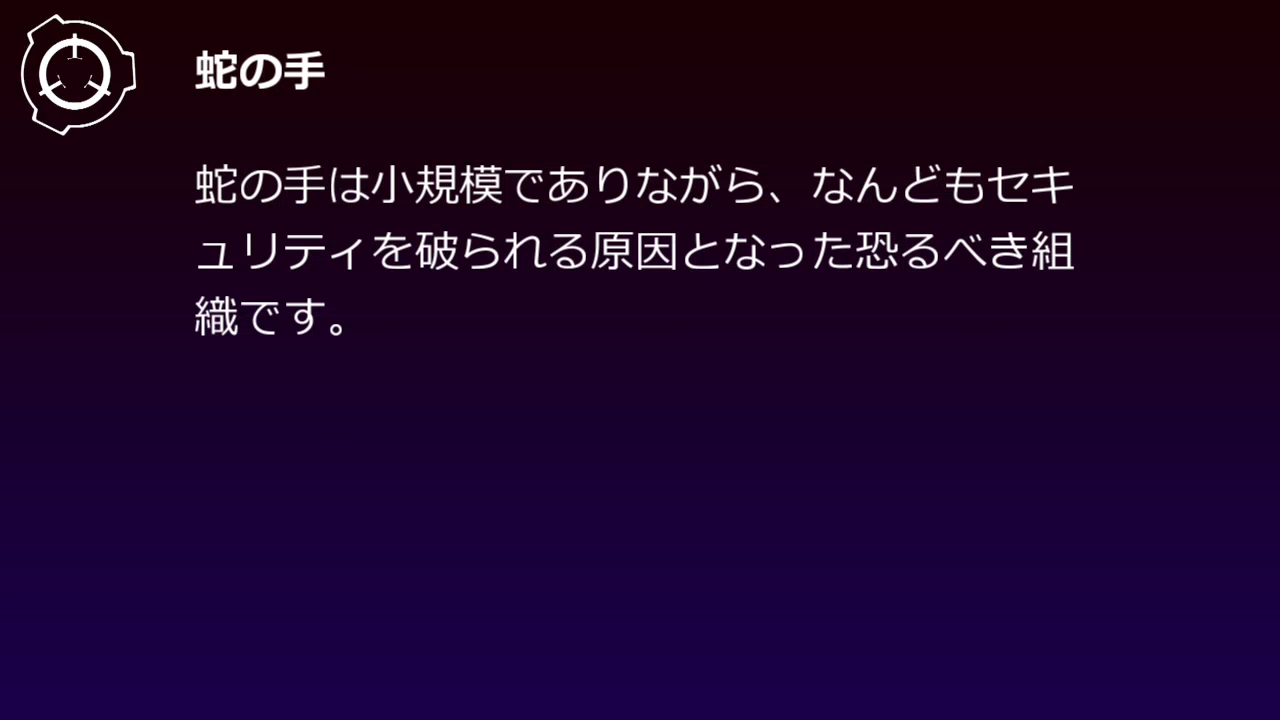 蛇の手
蛇の手は小規模でありながら、なんどもセキ
ュリティを破られる原因となった恐るべき組
織です。